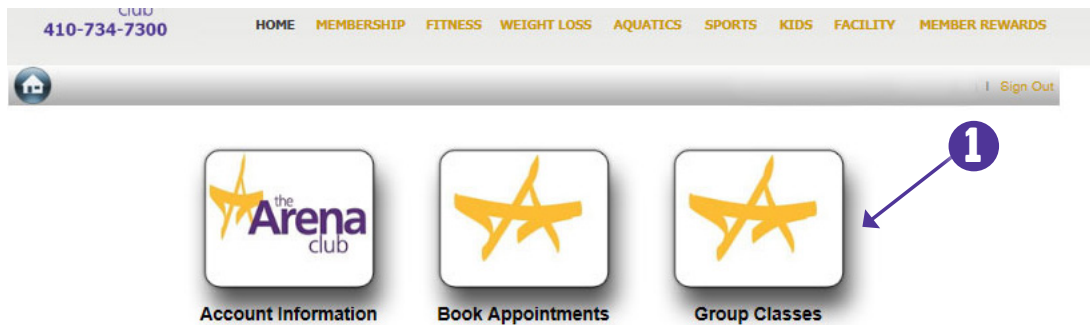 club
410-734-7300
HOME MEMBERSHIP FITNESS WEIGHT LOSS AQUATICS SPORTS KIDS FACILITY MEMBER REWARDS
| Sign Out
1
the
Arena
club
Account Information Book Appointments Group Classes